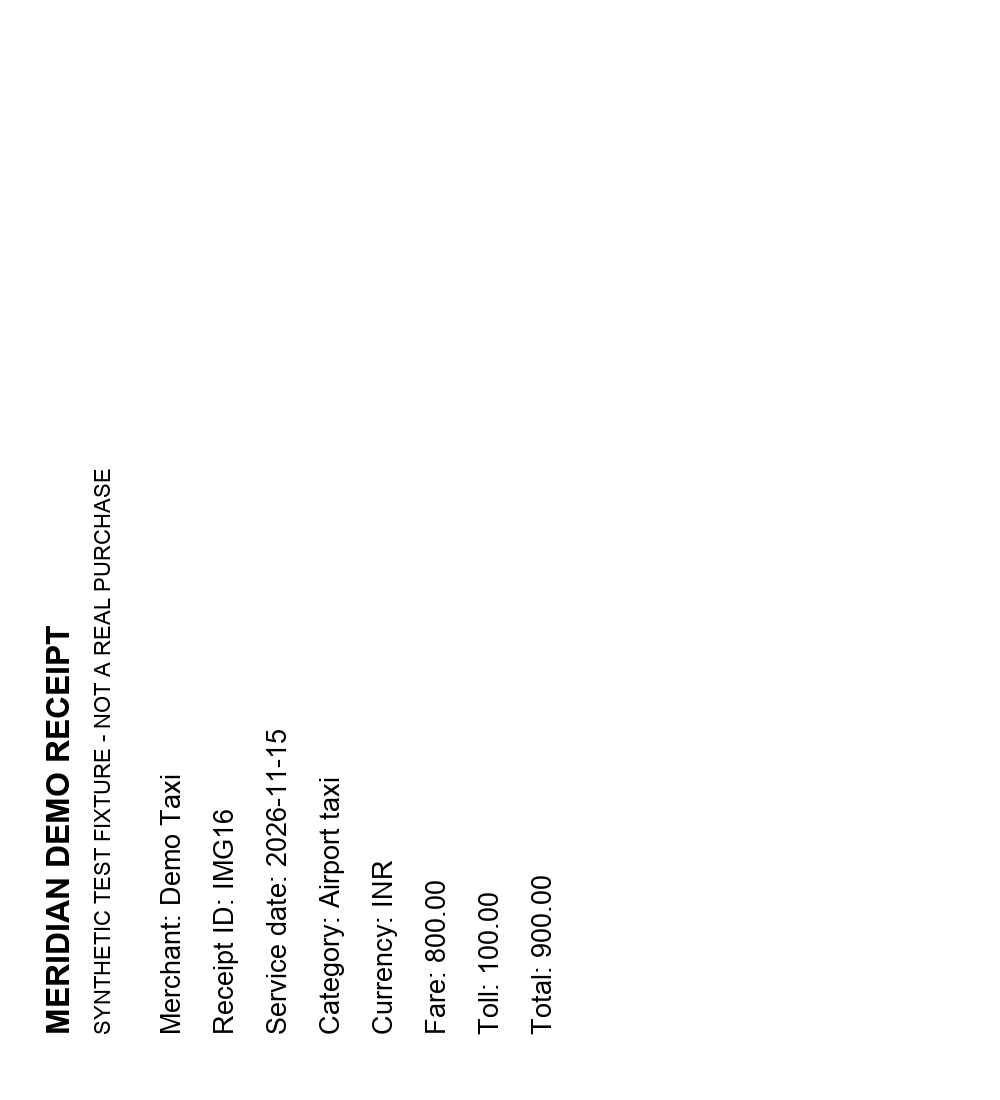 MERIDIAN DEMO RECEIPT
SYNTHETIC TEST FIXTURE - NOT A REAL PURCHASE
Merchant: Demo Taxi
Receipt ID: IMG16
Service date: 2026-11-15
Category: Airport taxi
Currency: INR
Fare: 800.00
Toll: 100.00
Total: 900.00